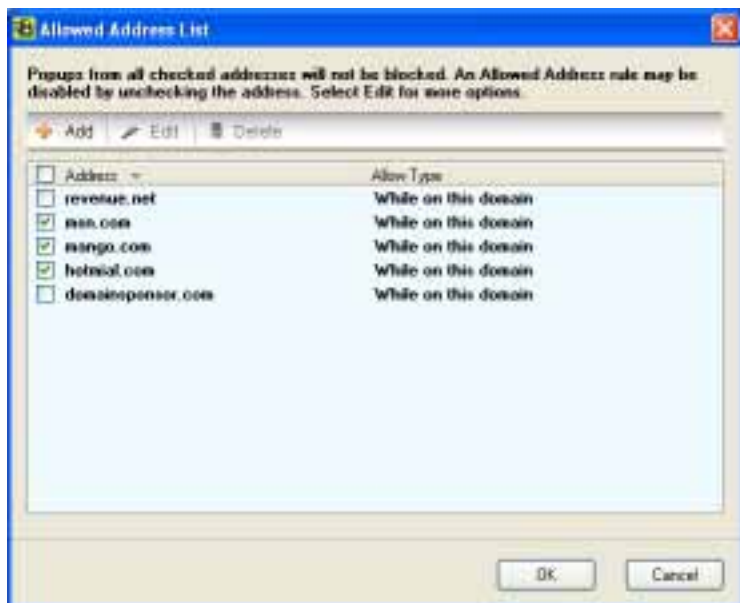 Allowed Address List
Popups from all checked addresses will not be blocked. An Allowed Address rule may be
disabled by unchecking the address. Select Edit for more options.
Add Edit Delete
Address Allow Type
revenue.net While on this domain
msn.com While on this domain
mango.com While on this domain
hotmial.com While on this domain
domainsponsor.com While on this domain
OK Cancel